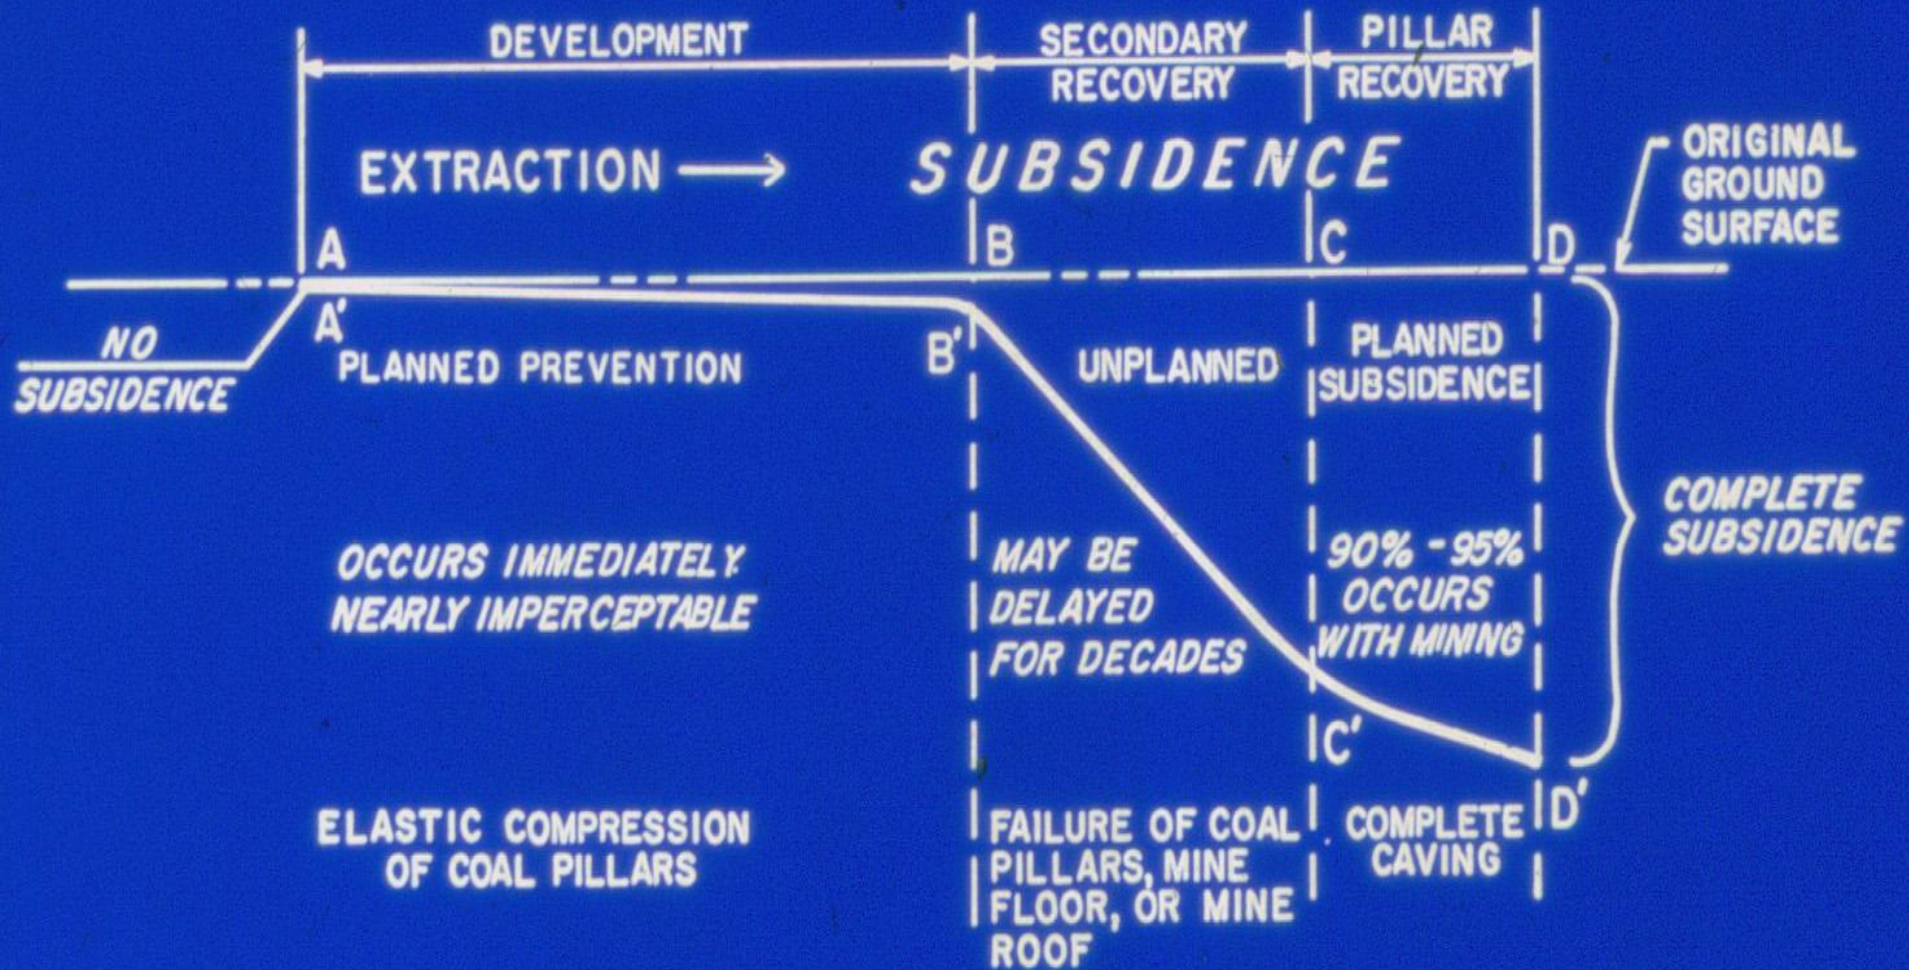 DEVELOPMENT
SECONDARY
RECOVERY
PILLAR
RECOVERY
EXTRACTION →
SUBSIDENCE
ORIGINAL
GROUND
SURFACE
A
B
C
D
A'
B'
NO
SUBSIDENCE
PLANNED PREVENTION
UNPLANNED
PLANNED
SUBSIDENCE
COMPLETE
SUBSIDENCE
OCCURS IMMEDIATELY.
NEARLY IMPERCEPTABLE
MAY BE
DELAYED
FOR DECADES
90% - 95%
OCCURS
WITH MINING
C'
D'
ELASTIC COMPRESSION
OF COAL PILLARS
FAILURE OF COAL
PILLARS, MINE
FLOOR, OR MINE
ROOF
COMPLETE
CAVING